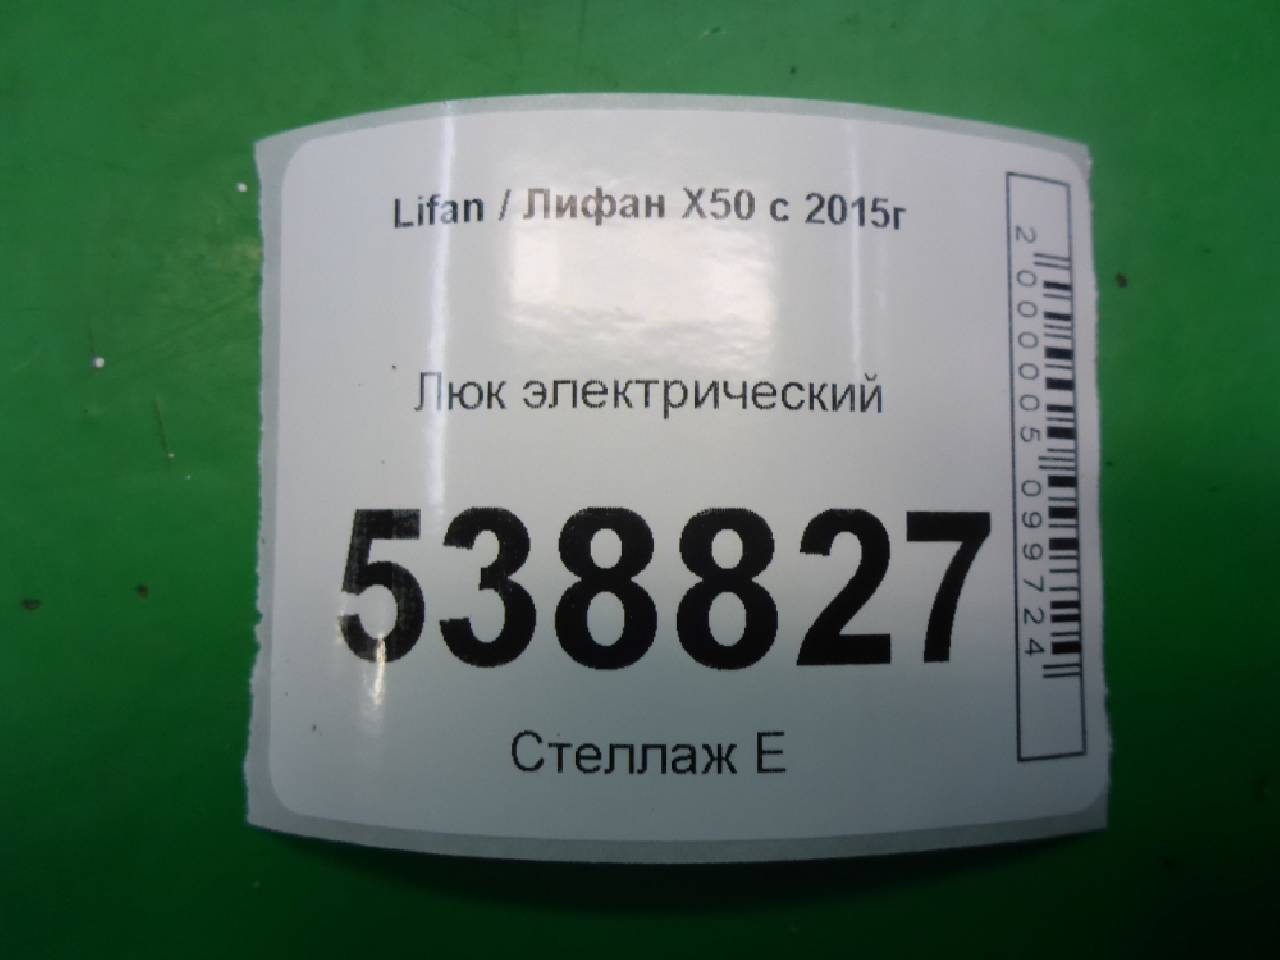 Lifan / Лифан X50 с 2015г
Люк электрический
538827
Стеллаж Е
2000005099724